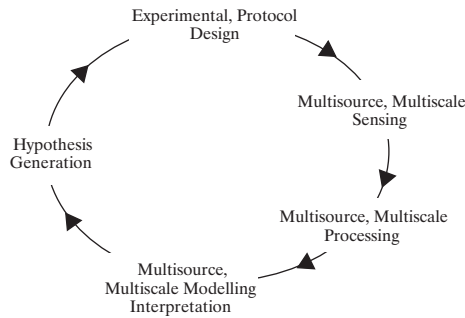 Experimental, Protocol
Design
Multisource, Multiscale
Sensing
Multisource, Multiscale
Processing
Multisource,
Multiscale Modelling
Interpretation
Hypothesis
Generation